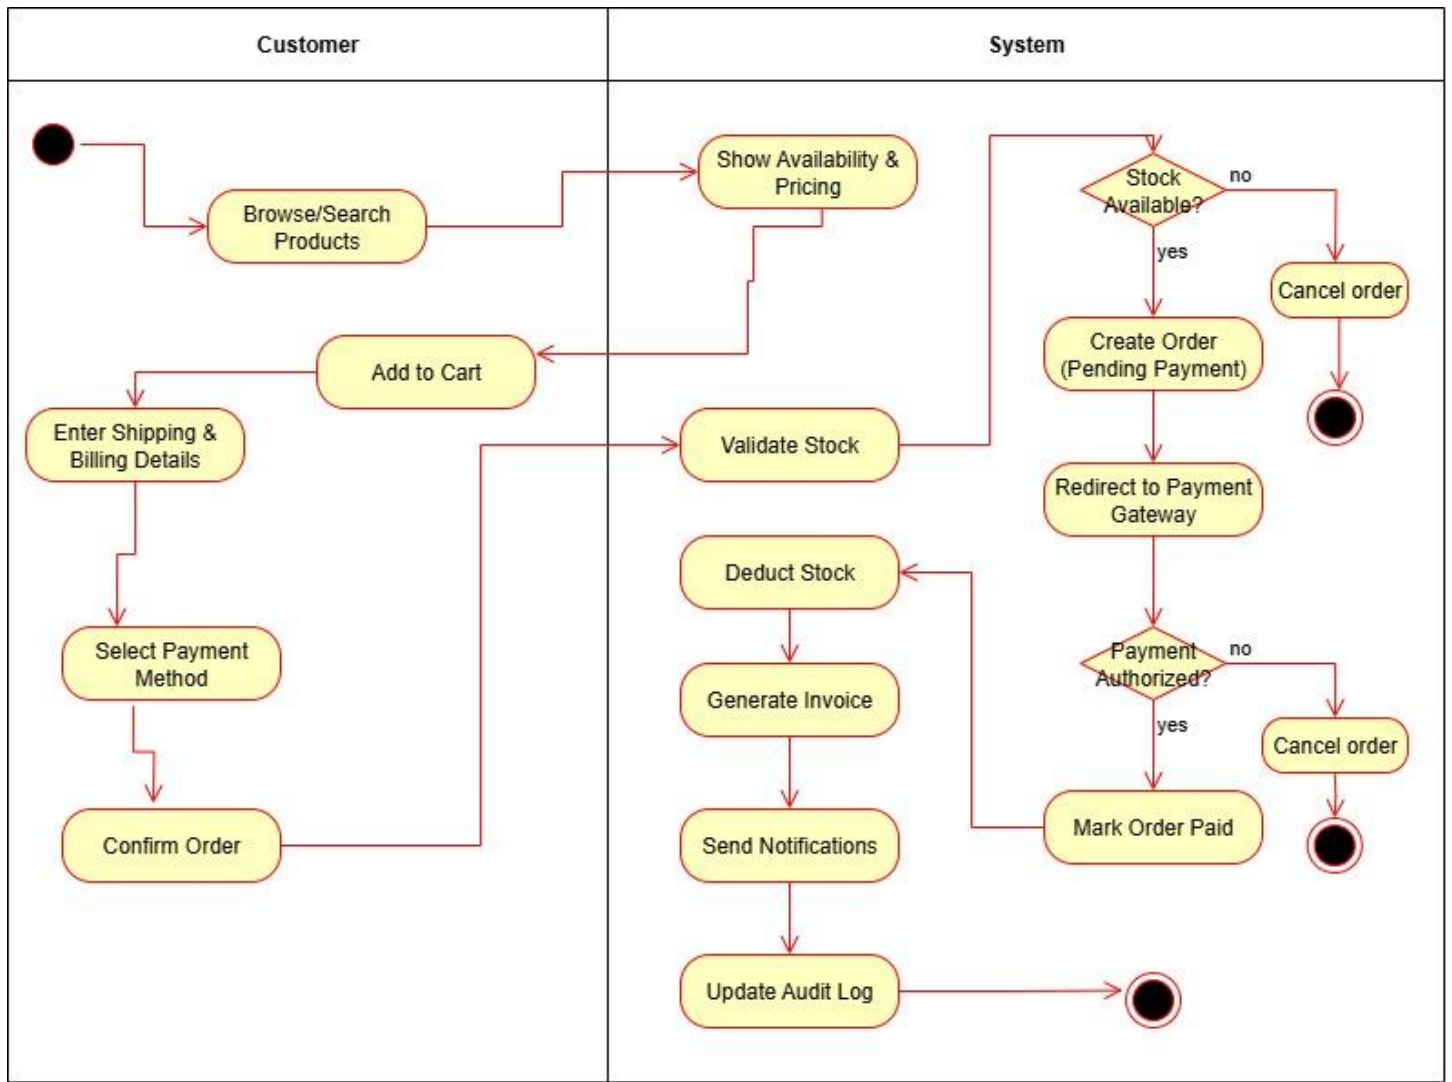 Customer
System
Browse/Search
Products
Show Availability &
Pricing
Add to Cart
Enter Shipping &
Billing Details
Select Payment
Method
Confirm Order
Validate Stock
Stock
Available?
no
Cancel order
yes
Create Order
(Pending Payment)
Redirect to Payment
Gateway
Payment
Authorized?
no
Cancel order
yes
Mark Order Paid
Deduct Stock
Generate Invoice
Send Notifications
Update Audit Log